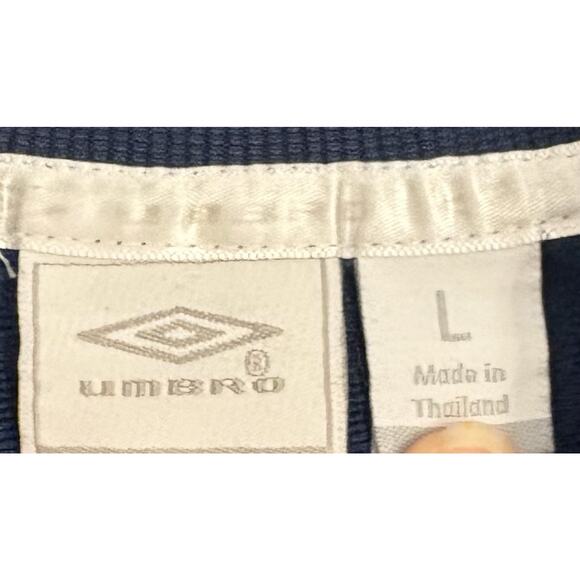 UMBRO ®
L
Made in
Thailand